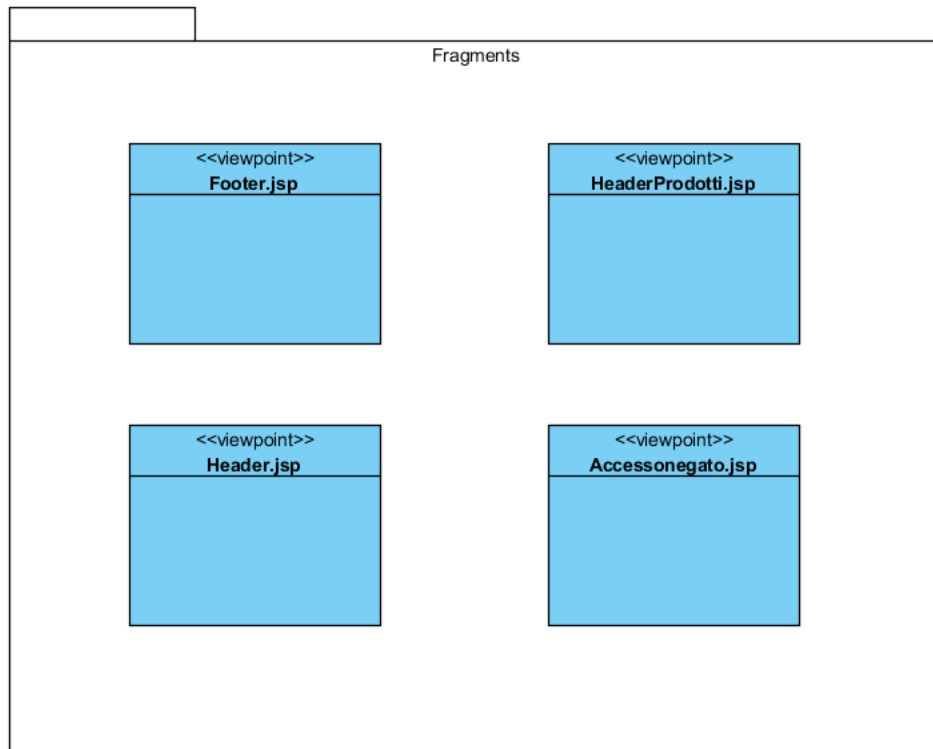 Fragments
<<viewpoint>>
Footer.jsp
<<viewpoint>>
HeaderProdotti.jsp
<<viewpoint>>
Header.jsp
<<viewpoint>>
Accessonegato.jsp